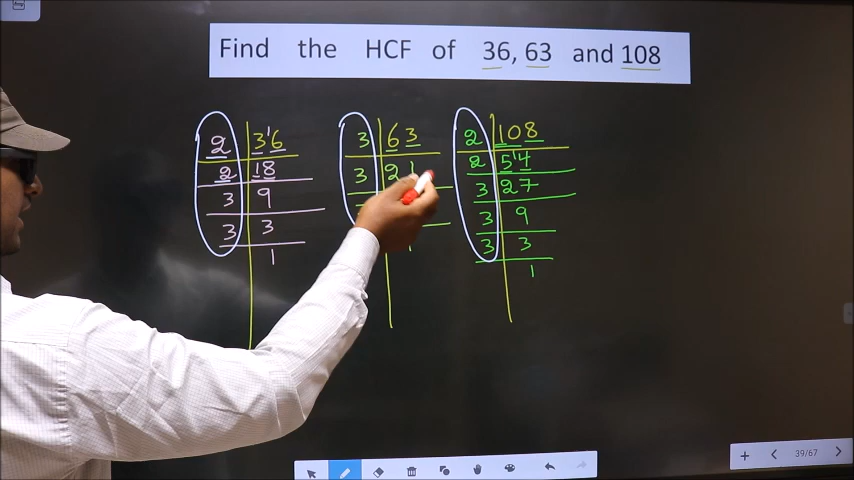 Find the HCF of 36, 63 and 108
2 36 3 63 2 108
2 18 3 21 2 54
3 9 3 27
3 3 3 9
1 1 3 3
1
39/67